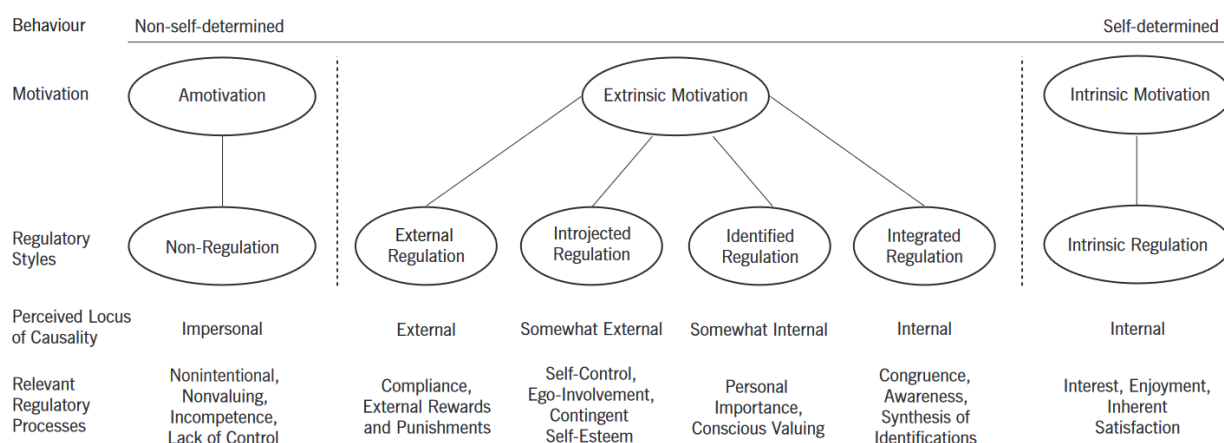 Behaviour Non-self-determined Self-determined
Motivation Amotivation Extrinsic Motivation Intrinsic Motivation
Regulatory
Styles
Non-Regulation
External
Regulation
Introjected
Regulation
Identified
Regulation
Integrated
Regulation
Intrinsic Regulation
Perceived Locus
of Causality
Impersonal
External
Somewhat External
Somewhat Internal
Internal
Internal
Relevant
Regulatory
Processes
Nonintentional,
Nonvaluing,
Incompetence,
Lack of Control
Compliance,
External Rewards
and Punishments
Self-Control,
Ego-Involvement,
Contingent
Self-Esteem
Personal
Importance,
Conscious Valuing
Congruence,
Awareness,
Synthesis of
Identifications
Interest, Enjoyment,
Inherent
Satisfaction